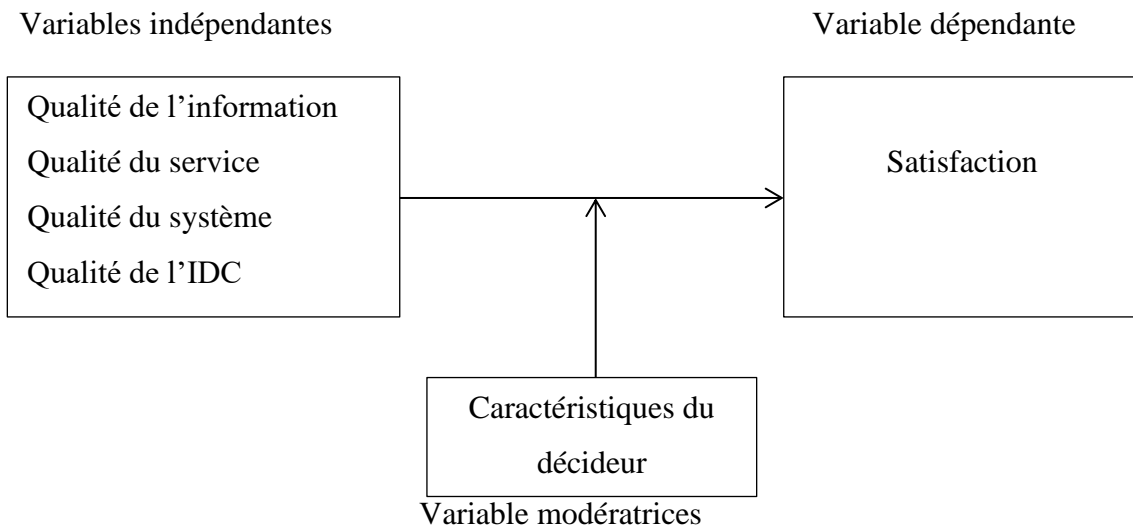 Variables indépendantes
Variable dépendante
Qualité de l’information
Qualité du service
Qualité du système
Qualité de l’IDC
Satisfaction
Caractéristiques du
décideur
Variable modératrices